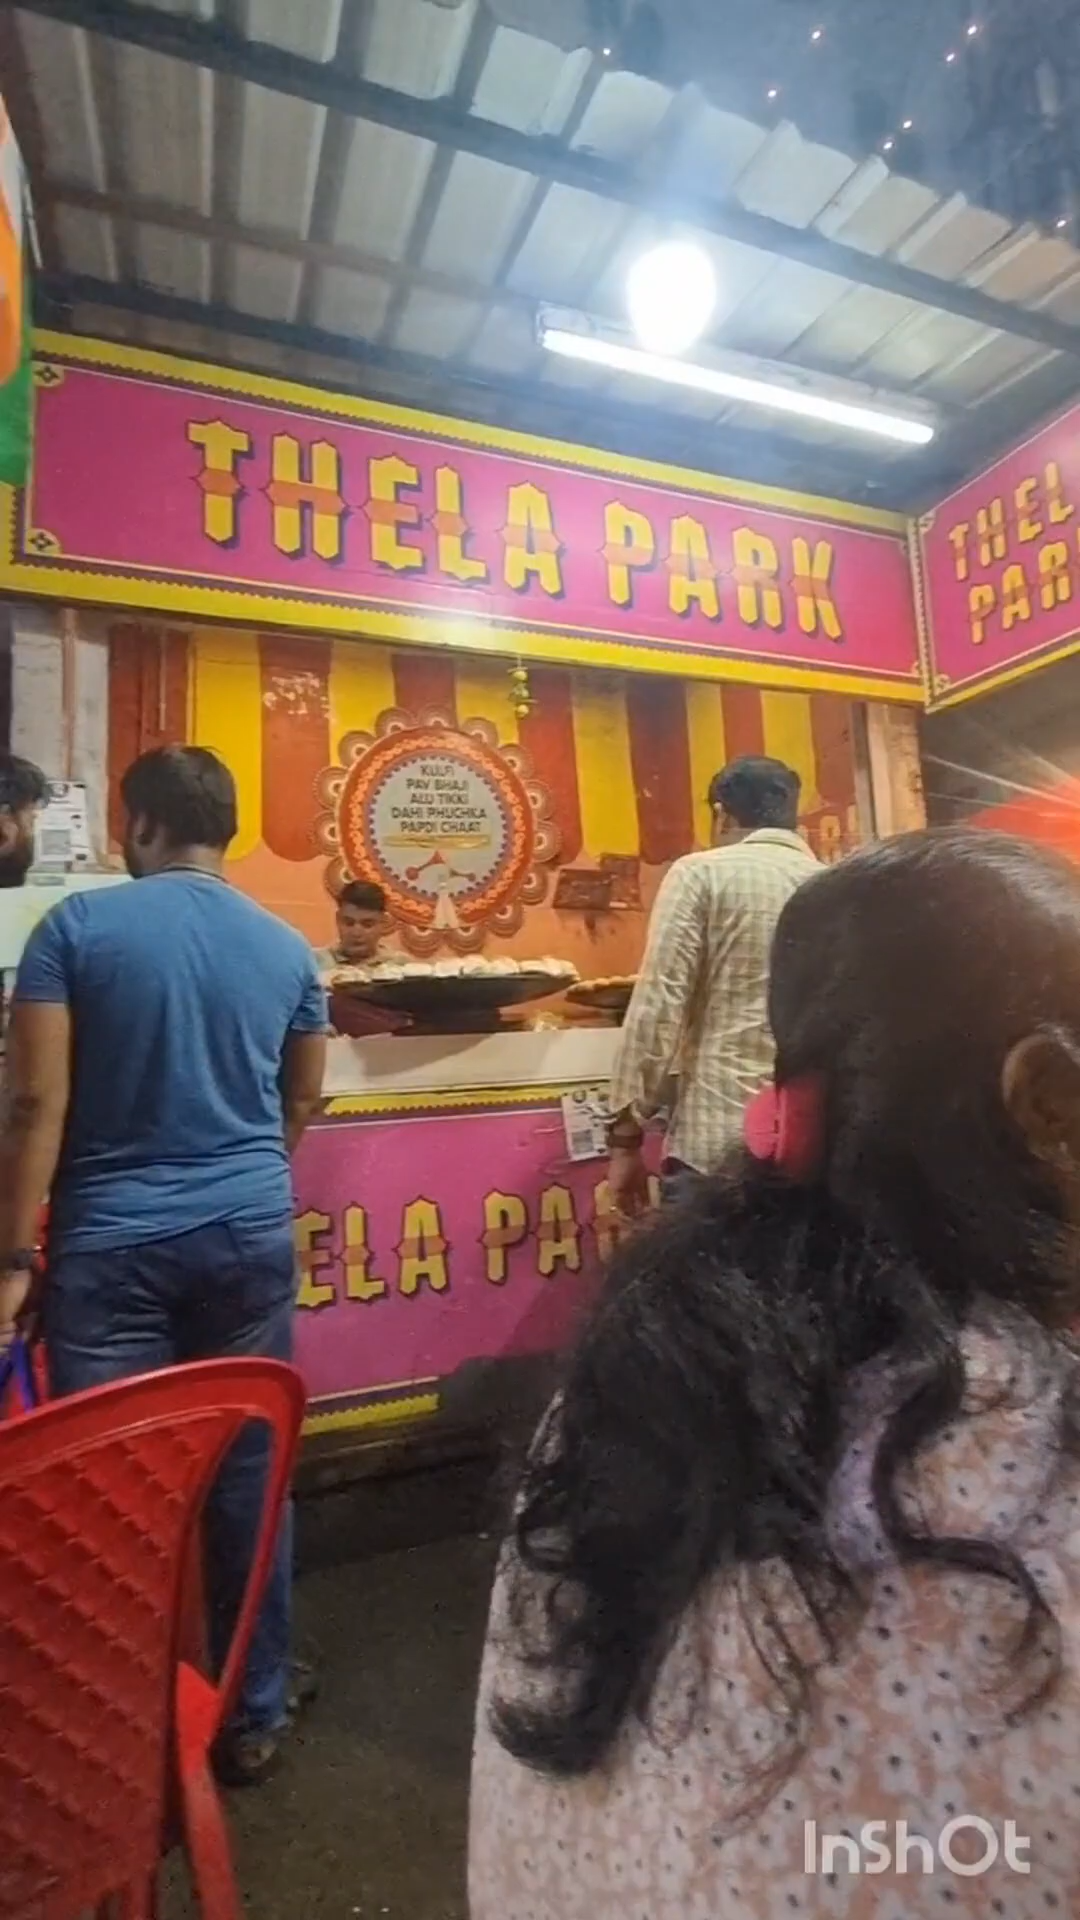 THELA PARK
THEL
PAR
KULFI
PAV BHAJI
ALU TIKKI
DAHI PHUCHKA
PAPDI CHAAT
ELA PA
InShOt